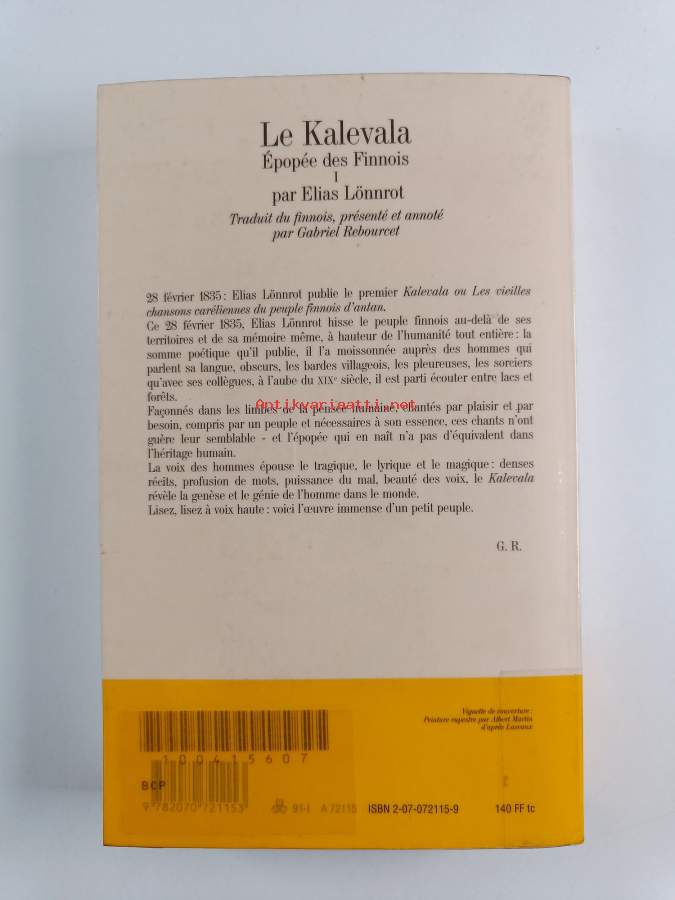 Le Kalevala
Épopée des Finnois
I
par Elias Lönnrot
Traduit du finnois, présenté et annoté
par Gabriel Rebourcet
28 février 1835 : Elias Lönnrot publie le premier Kalevala ou Les vieilles
chansons caréliennes du peuple finnois d'antan.
Ce 28 février 1835, Elias Lönnrot hisse le peuple finnois au-delà de ses
territoires et de sa mémoire même, à hauteur de l'humanité tout entière : la
somme poétique qu'il publie, il l'a moissonnée auprès des hommes qui
parlent sa langue, obscurs, les bardes villageois, les pleureuses, les sorciers
qu'avec ses collègues, à l'aube du XIXe siècle, il est parti écouter entre lacs et
forêts.
Antikvariaatti.net
Façonnés dans les limbes de la pensée humaine, chantés par plaisir et par
besoin, compris par un peuple et nécessaires à son essence, ces chants n'ont
guère leur semblable - et l'épopée qui en naît n'a pas d'équivalent dans
l'héritage humain.
La voix des hommes épouse le tragique, le lyrique et le magique : denses
récits, profusion de mots, puissance du mal, beauté des voix, le Kalevala
révèle la genèse et le génie de l'homme dans le monde.
Lisez, lisez à voix haute : voici l'œuvre immense d'un petit peuple.
G. R.
Vignette de couverture :
Peinture rupestre par Albert Martin
d'après Lascaux
100415607
BCP
9 782070 721153
91-I A 72115 ISBN 2-07-072115-9 140 FF tc